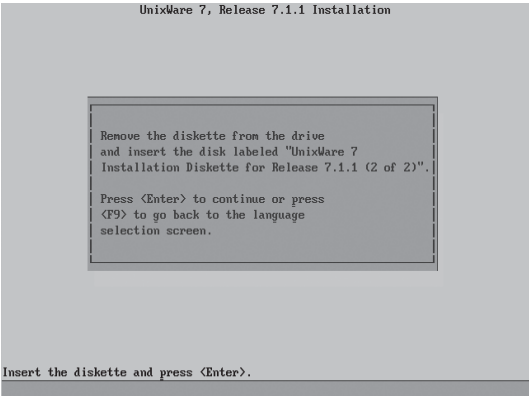 UnixWare 7, Release 7.1.1 Installation
Remove the diskette from the drive
and insert the disk labeled "UnixWare 7
Installation Diskette for Release 7.1.1 (2 of 2)".
Press <Enter> to continue or press
<F9> to go back to the language
selection screen.
Insert the diskette and press <Enter>.